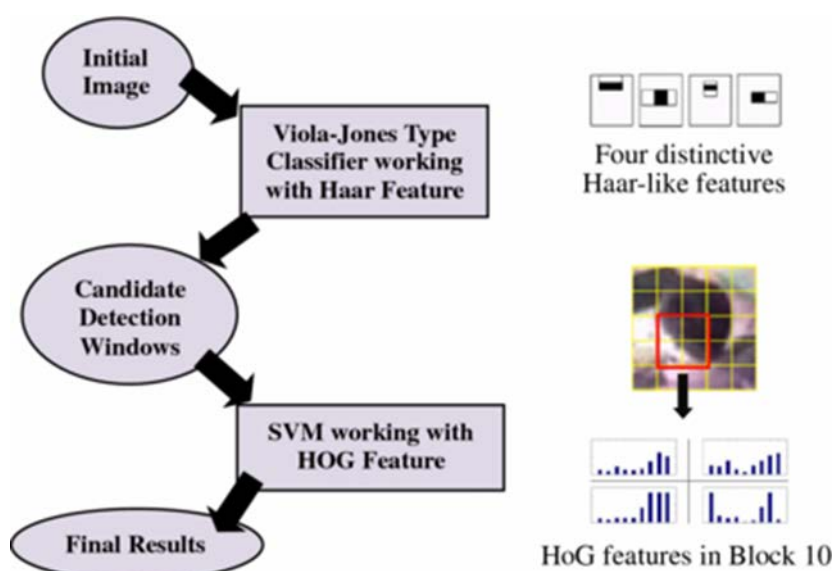 Initial
Image
Viola-Jones Type
Classifier working
with Haar Feature
Candidate
Detection
Windows
SVM working with
HOG Feature
Final Results
Four distinctive
Haar-like features
HoG features in Block 10